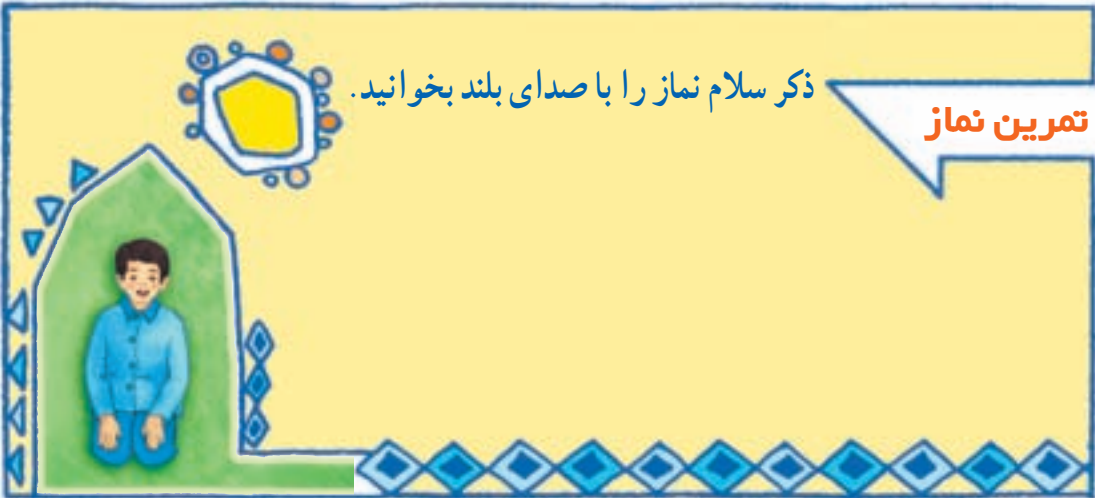 تمرین نماز
ذکر سلام نماز را با صدای بلند بخوانید.